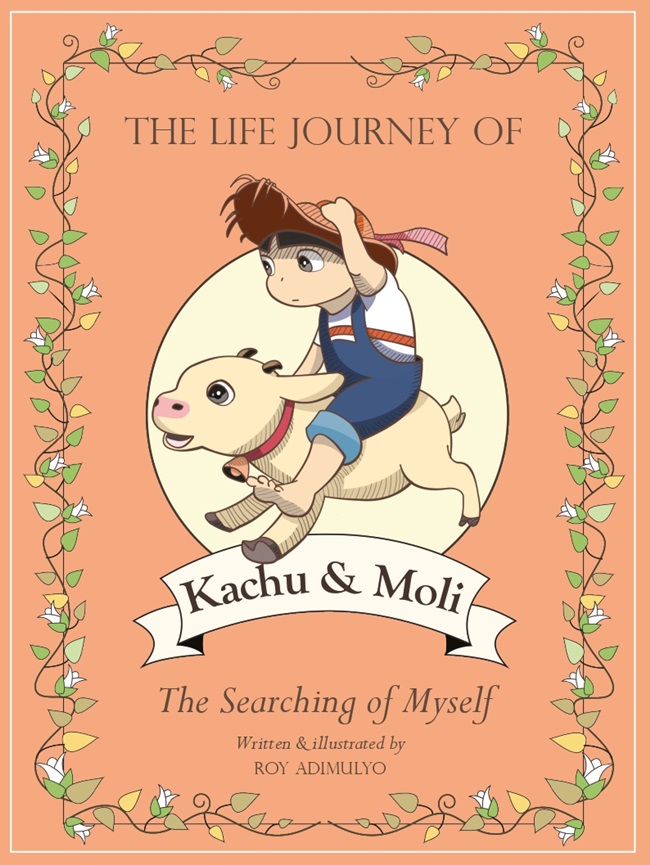 THE LIFE JOURNEY OF
Kachu & Moli
The Searching of Myself
Written & illustrated by
ROY ADIMULYO